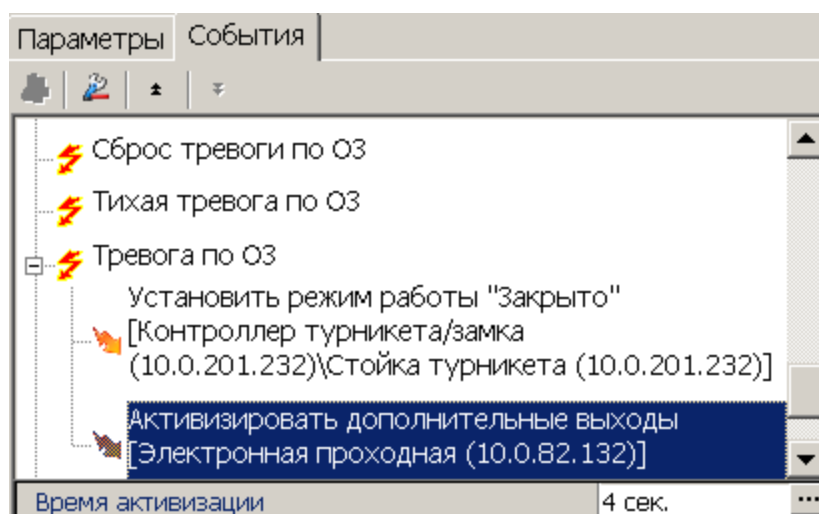 Параметры События
Сброс тревоги по ОЗ
Тихая тревога по ОЗ
Тревога по ОЗ
Установить режим работы "Закрыто"
[Контроллер турникета/замка
(10.0.201.232)\Стойка турникета (10.0.201.232)]
Активизировать дополнительные выходы
[Электронная проходная (10.0.82.132)]
Время активизации 4 сек. ...